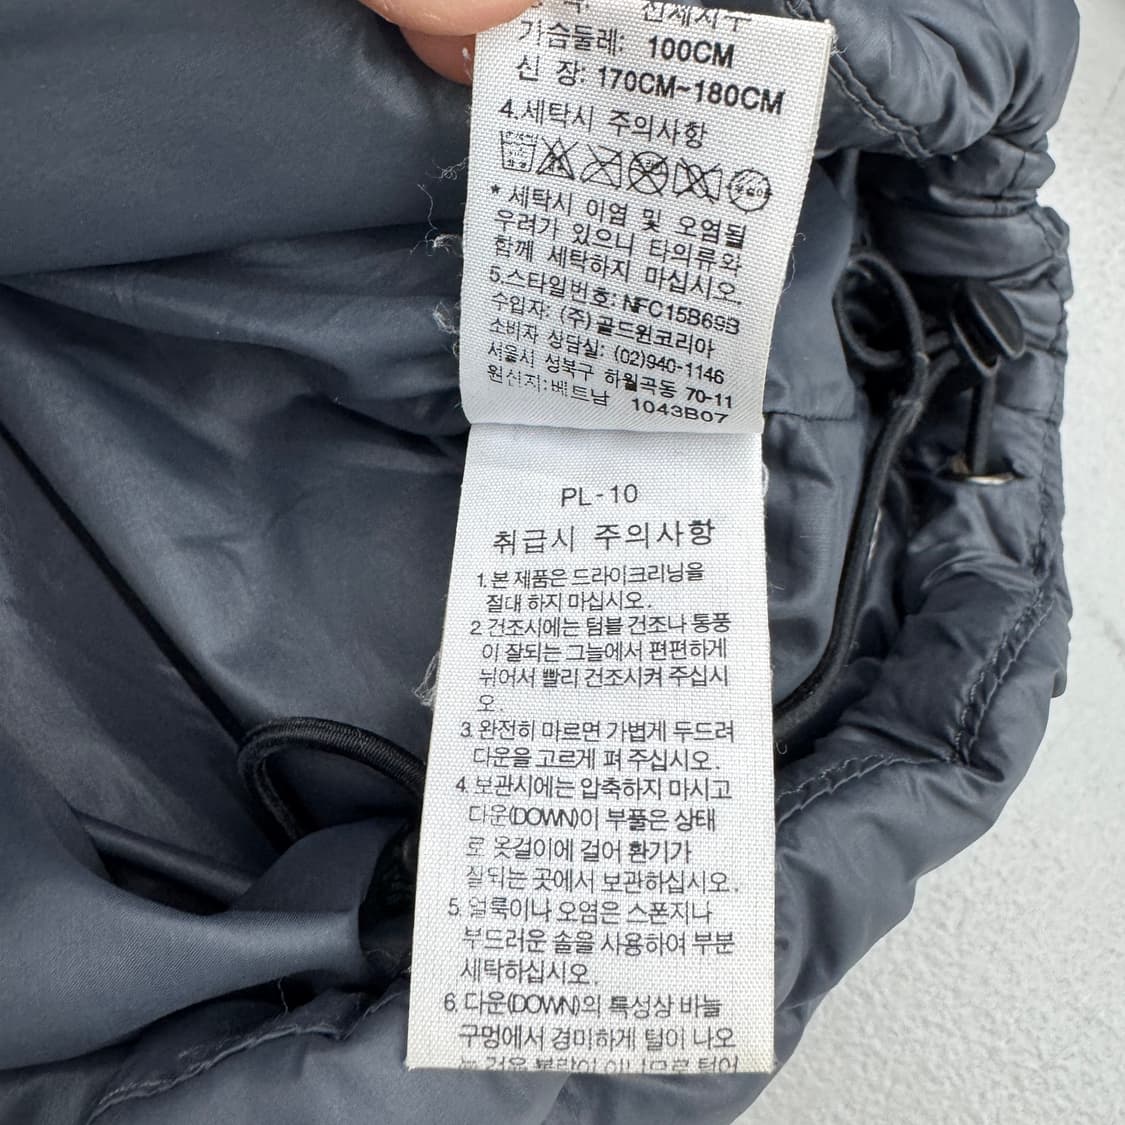 가슴둘레: 100CM
신 장: 170CM~180CM
4.세탁시 주의사항
* 세탁시 이염 및 오염될
우려가 있으니 타의류와
함께 세탁하지 마십시오.
5.스타일번호: NFC15B69B
수입자: (주)골드윈코리아
소비자 상담실: (02)940-1146
서울시 성북구 하월곡동 70-11
원산지:베트남 1043B07
PL-10
취급시 주의사항
1.본 제품은 드라이크리닝을
절대 하지 마십시오.
2.건조시에는 텀블 건조나 통풍
이 잘되는 그늘에서 편편하게
뉘어서 빨리 건조시켜 주십시
오.
3.완전히 마르면 가볍게 두드려
다운을 고르게 펴 주십시오.
4.보관시에는 압축하지 마시고
다운(DOWN)이 부풀은 상태
로 옷걸이에 걸어 환기가
잘되는 곳에서 보관하십시오.
5.얼룩이나 오염은 스폰지나
부드러운 솔을 사용하여 부분
세탁하십시오.
6.다운(DOWN)의 특성상 바늘
구멍에서 경미하게 털이 나오